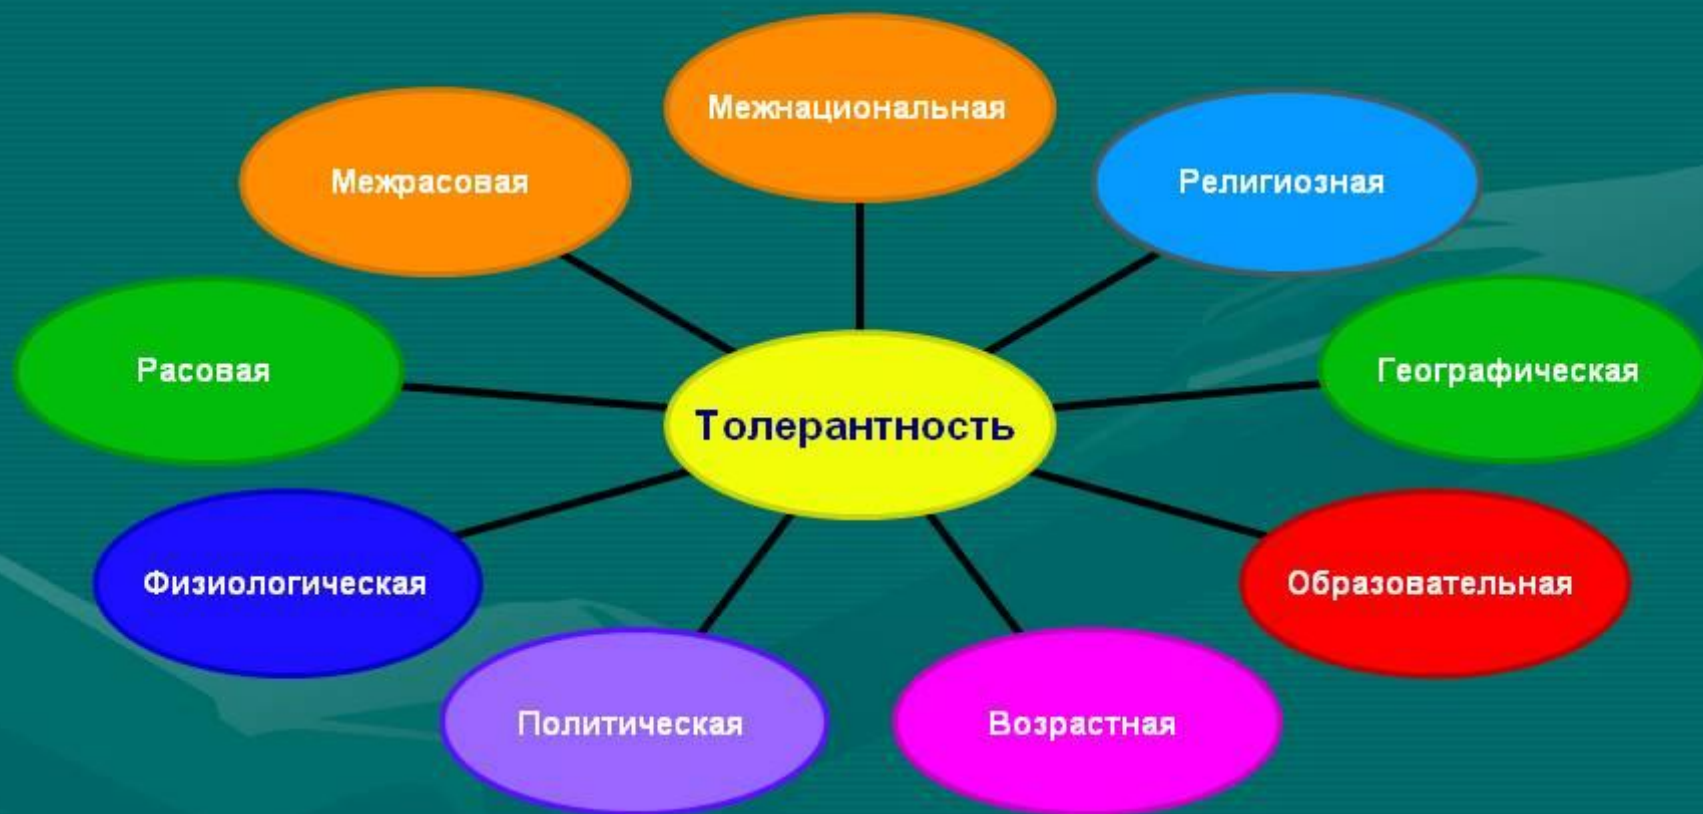 Межнациональная
Межрасовая
Религиозная
Расовая
Географическая
Толерантность
Физиологическая
Образовательная
Политическая
Возрастная